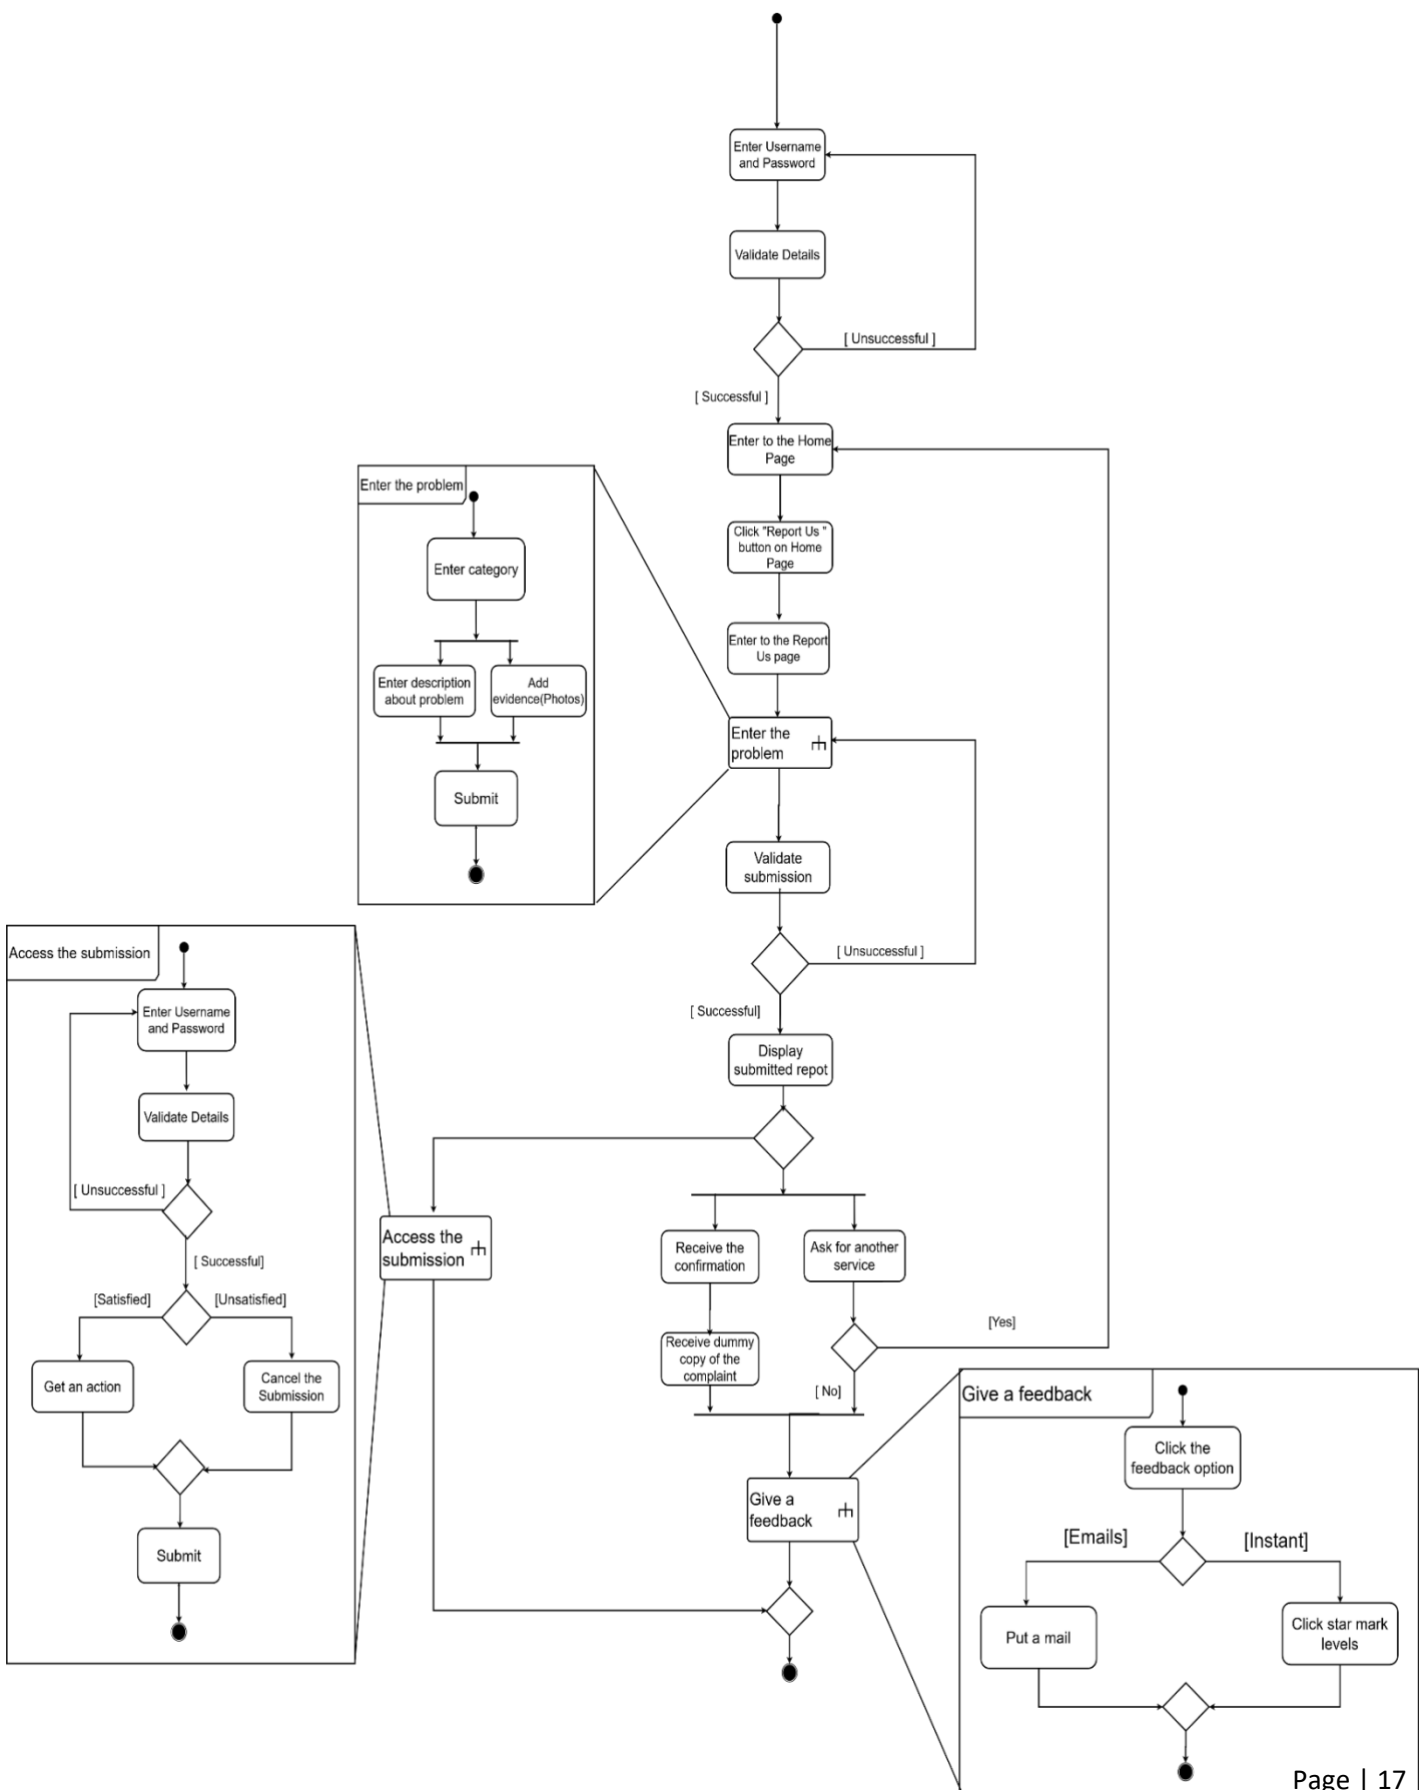 Enter Username
and Password
Validate Details
[ Unsuccessful ]
[ Successful ]
Enter to the Home
Page
Click "Report Us "
button on Home
Page
Enter to the Report
Us page
Enter the
problem
Validate
submission
[ Unsuccessful ]
[ Successful]
Display
submitted repot
Receive the
confirmation
Ask for another
service
Receive dummy
copy of the
complaint
[Yes]
[ No]
Give a
feedback
Enter the problem
Enter category
Enter description
about problem
Add
evidence(Photos)
Submit
Access the submission
Enter Username
and Password
Validate Details
[ Unsuccessful ]
[ Successful]
[Satisfied]
[Unsatisfied]
Get an action
Cancel the
Submission
Submit
Access the
submission
Give a feedback
Click the
feedback option
[Emails]
[Instant]
Put a mail
Click star mark
levels
Page | 17